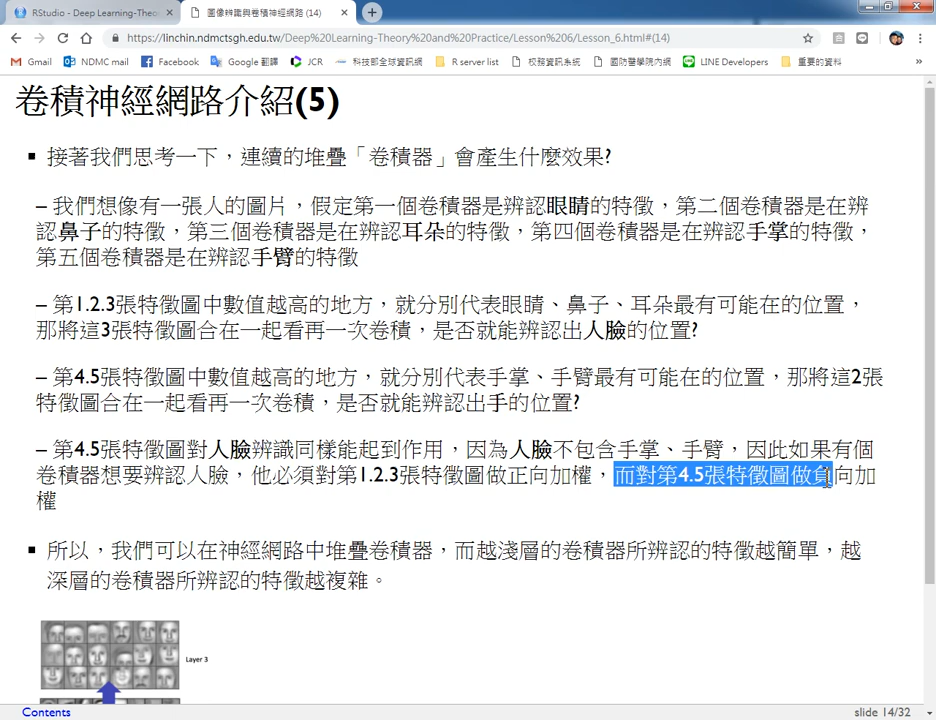 RStudio - Deep Learning-Theo
圖像辨識與卷積神經網路 (14)
https://linchin.ndmctsgh.edu.tw/Deep%20Learning-Theory%20and%20Practice/Lesson%206/Lesson_6.html#(14)
Gmail
NDMC mail
Facebook
Google 翻譯
JCR
科技部全球資訊網
R server list
校務資訊系統
國防醫學院內網
LINE Developers
重要的資料
»
卷積神經網路介紹(5)
接著我們思考一下，連續的堆疊「卷積器」會產生什麼效果?
– 我們想像有一張人的圖片，假定第一個卷積器是辨認眼睛的特徵，第二個卷積器是在辨
認鼻子的特徵，第三個卷積器是在辨認耳朵的特徵，第四個卷積器是在辨認手掌的特徵，
第五個卷積器是在辨認手臂的特徵
– 第1.2.3張特徵圖中數值越高的地方，就分別代表眼睛、鼻子、耳朵最有可能在的位置，
那將這3張特徵圖合在一起看再一次卷積，是否就能辨認出人臉的位置?
– 第4.5張特徵圖中數值越高的地方，就分別代表手掌、手臂最有可能在的位置，那將這2張
特徵圖合在一起看再一次卷積，是否就能辨認出手的位置?
– 第4.5張特徵圖對人臉辨識同樣能起到作用，因為人臉不包含手掌、手臂，因此如果有個
卷積器想要辨認人臉，他必須對第1.2.3張特徵圖做正向加權，而對第4.5張特徵圖做負向加
權
所以，我們可以在神經網路中堆疊卷積器，而越淺層的卷積器所辨認的特徵越簡單，越
深層的卷積器所辨認的特徵越複雜。
Layer 3
Contents
slide 14/32